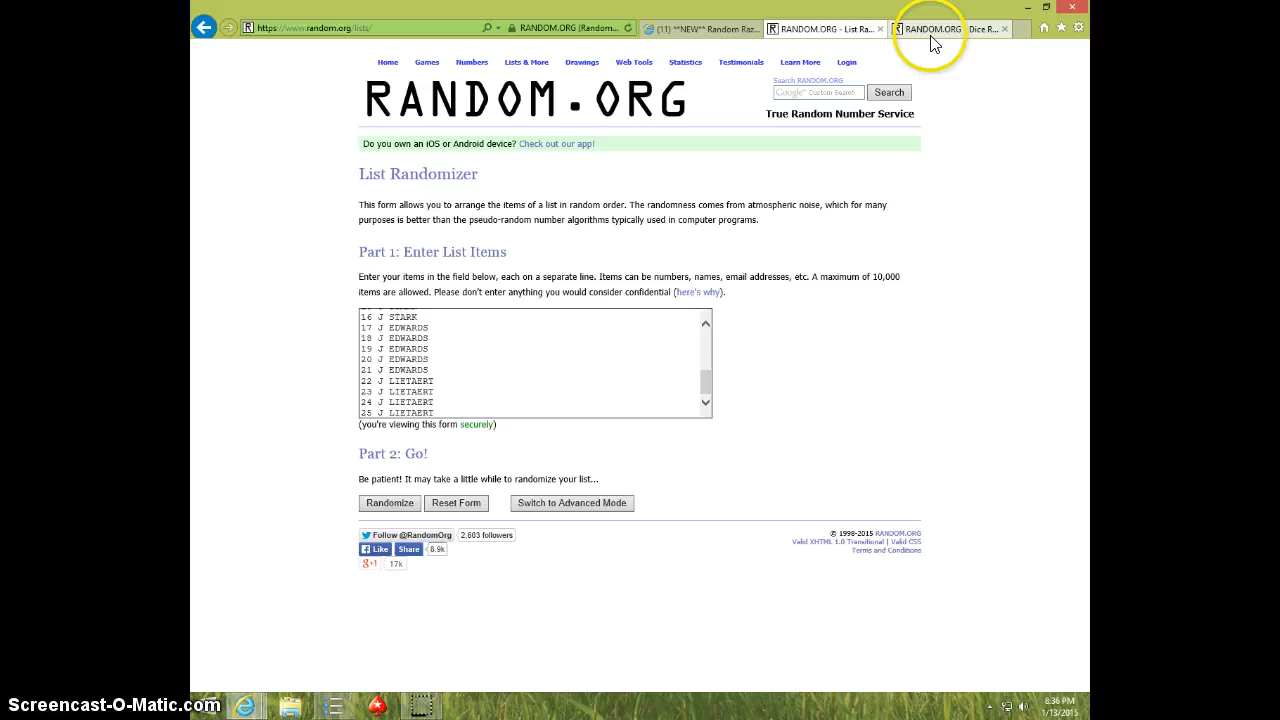 https://www.random.org/lists/
RANDOM.ORG [Random...
(11) **NEW** Random Raz...
RANDOM.ORG - List Ra...
RANDOM.ORG - Dice R...
Home Games Numbers Lists & More Drawings Web Tools Statistics Testimonials Learn More Login
RANDOM.ORG
Search RANDOM.ORG
Google™ Custom Search
Search
True Random Number Service
Do you own an iOS or Android device? Check out our app!
List Randomizer
This form allows you to arrange the items of a list in random order. The randomness comes from atmospheric noise, which for many
purposes is better than the pseudo-random number algorithms typically used in computer programs.
Part 1: Enter List Items
Enter your items in the field below, each on a separate line. Items can be numbers, names, email addresses, etc. A maximum of 10,000
items are allowed. Please don't enter anything you would consider confidential (here's why).
16 J STARK
17 J EDWARDS
18 J EDWARDS
19 J EDWARDS
20 J EDWARDS
21 J EDWARDS
22 J LIETAERT
23 J LIETAERT
24 J LIETAERT
25 J LIETAERT
(you're viewing this form securely)
Part 2: Go!
Be patient! It may take a little while to randomize your list...
Randomize Reset Form Switch to Advanced Mode
Follow @RandomOrg 2,603 followers
Like Share 8.9k
g+1 17k
© 1998-2015 RANDOM.ORG
Valid XHTML 1.0 Transitional | Valid CSS
Terms and Conditions
Screencast-O-Matic.com
8:36 PM
1/13/2015